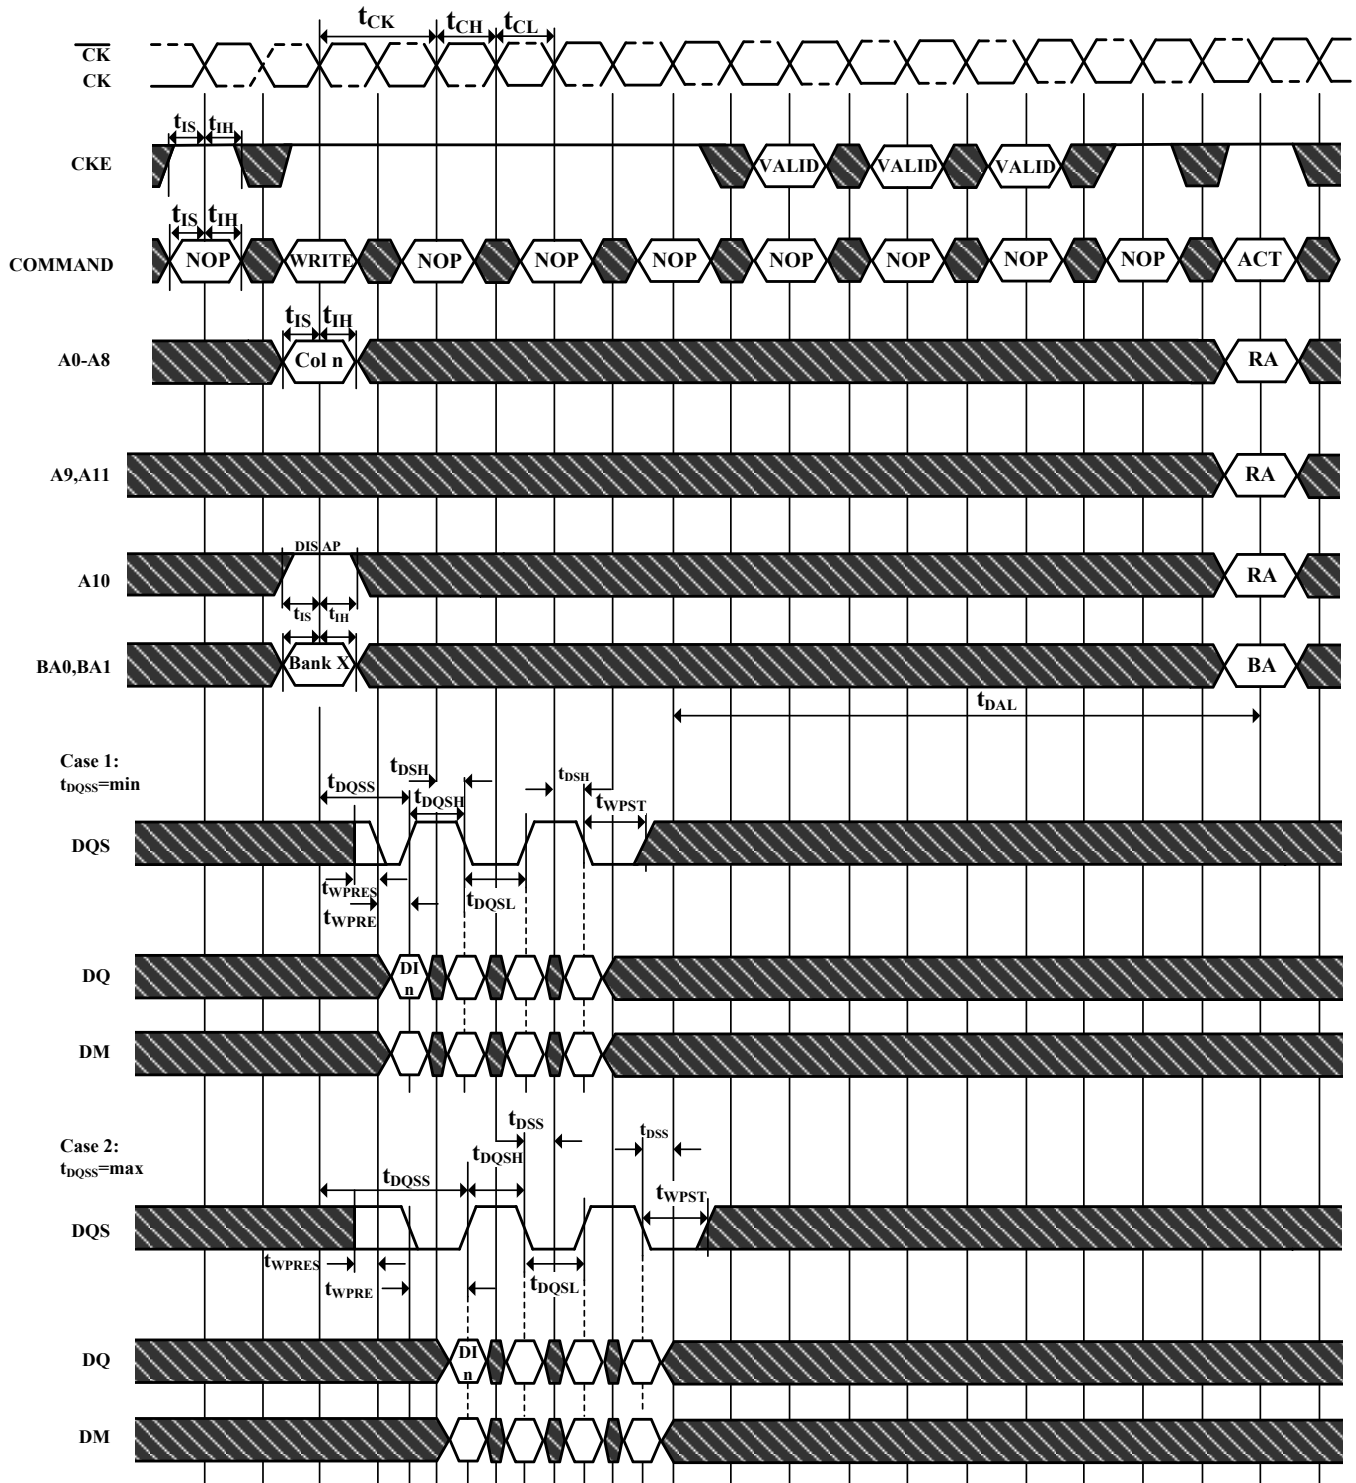 tCK tCH tCL
CK
CK
tIS tIH
CKE VALID VALID VALID
tIS tIH
COMMAND NOP WRITE NOP NOP NOP NOP NOP NOP NOP ACT
tIS tIH
A0-A8 Col n RA
A9,A11 RA
DIS AP
A10 RA
tIS tIH
BA0,BA1 Bank X BA
tDAL
Case 1:
tDQSS=min
tDSH tDSH
tDQSS tDQSH tWPST
DQS
tWPRES
tDQSL
tWPRE
DQ DI
n
DM
Case 2:
tDQSS=max
tDSS tDSS
tDQSH
tDQSS tWPST
DQS
tWPRES
tWPRE tDQSL
DQ DI
n
DM